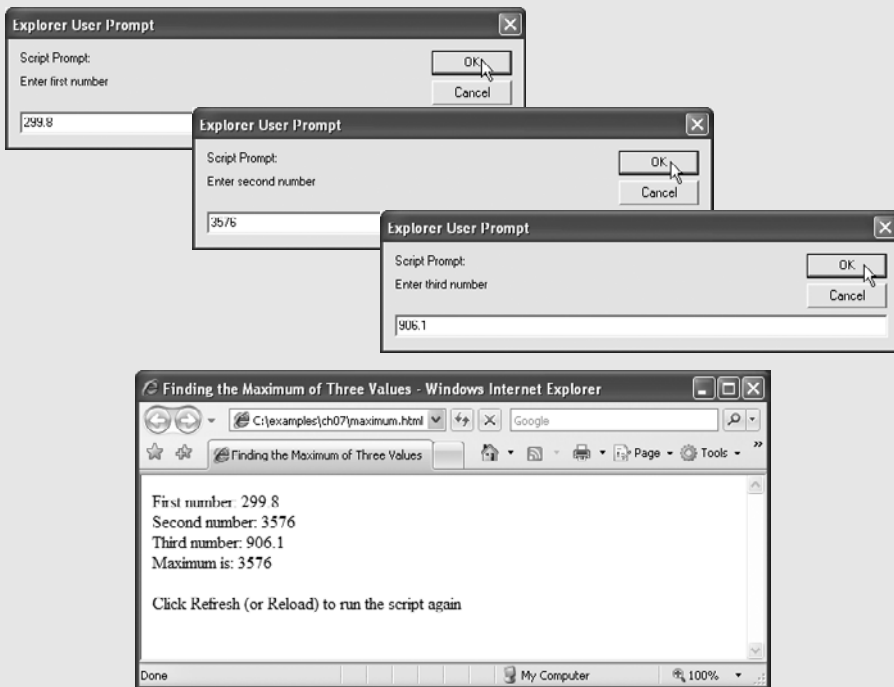 Explorer User Prompt
Script Prompt:
Enter first number
OK
Cancel
299.8
Explorer User Prompt
Script Prompt:
Enter second number
OK
Cancel
3576
Explorer User Prompt
Script Prompt:
Enter third number
OK
Cancel
906.1
Finding the Maximum of Three Values - Windows Internet Explorer
C:\examples\ch07\maximum.html
Google
Finding the Maximum of Three Values
Page
Tools
»
First number: 299.8
Second number: 3576
Third number: 906.1
Maximum is: 3576
Click Refresh (or Reload) to run the script again
Done
My Computer
100%